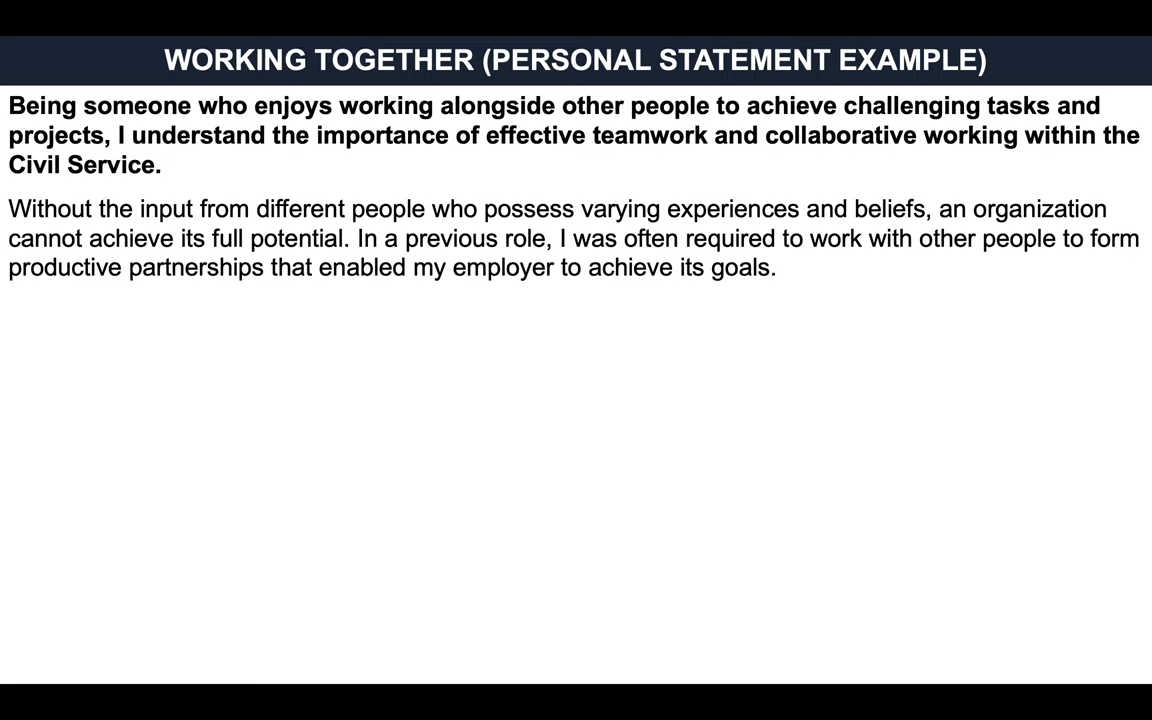 WORKING TOGETHER (PERSONAL STATEMENT EXAMPLE)
Being someone who enjoys working alongside other people to achieve challenging tasks and
projects, I understand the importance of effective teamwork and collaborative working within the
Civil Service.
Without the input from different people who possess varying experiences and beliefs, an organization
cannot achieve its full potential. In a previous role, I was often required to work with other people to form
productive partnerships that enabled my employer to achieve its goals.